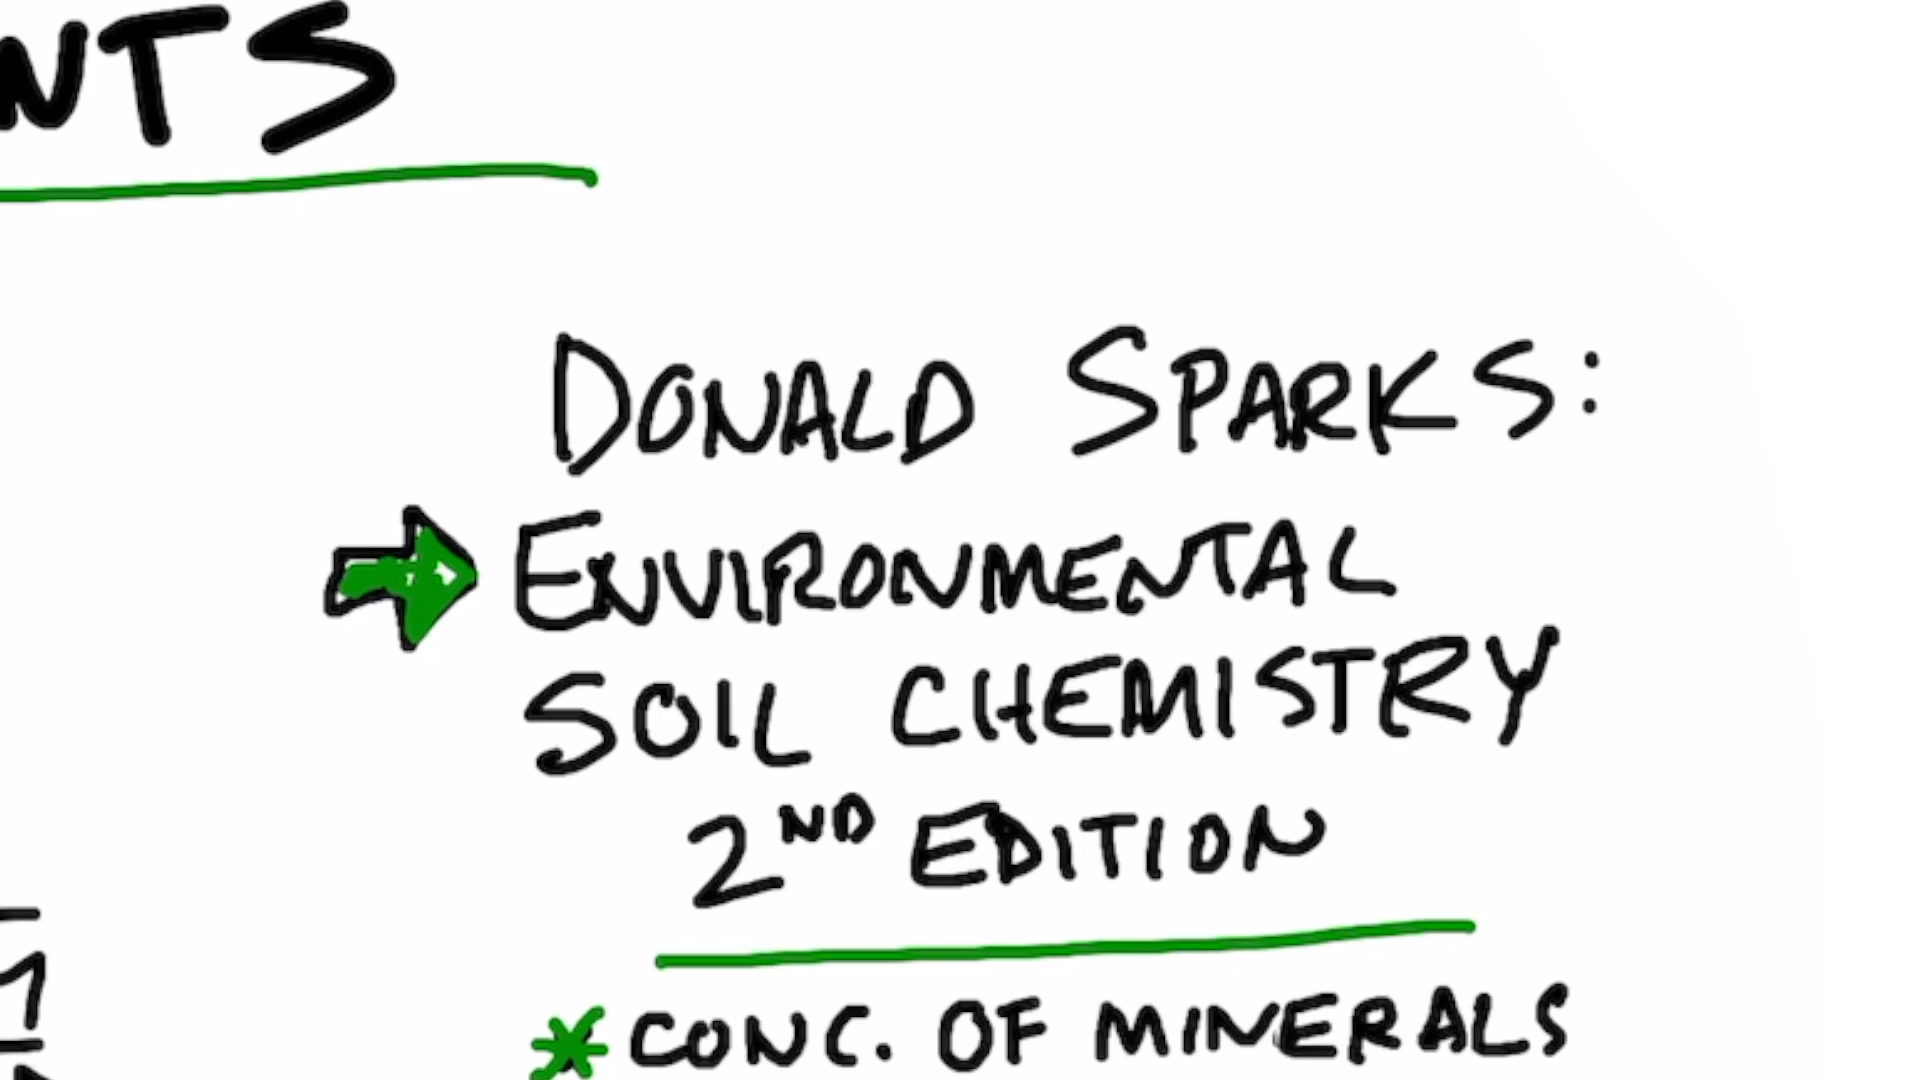 NTS
DONALD SPARKS:
ENVIRONMENTAL
SOIL CHEMISTRY
2ND EDITION
* CONC. OF MINERALS